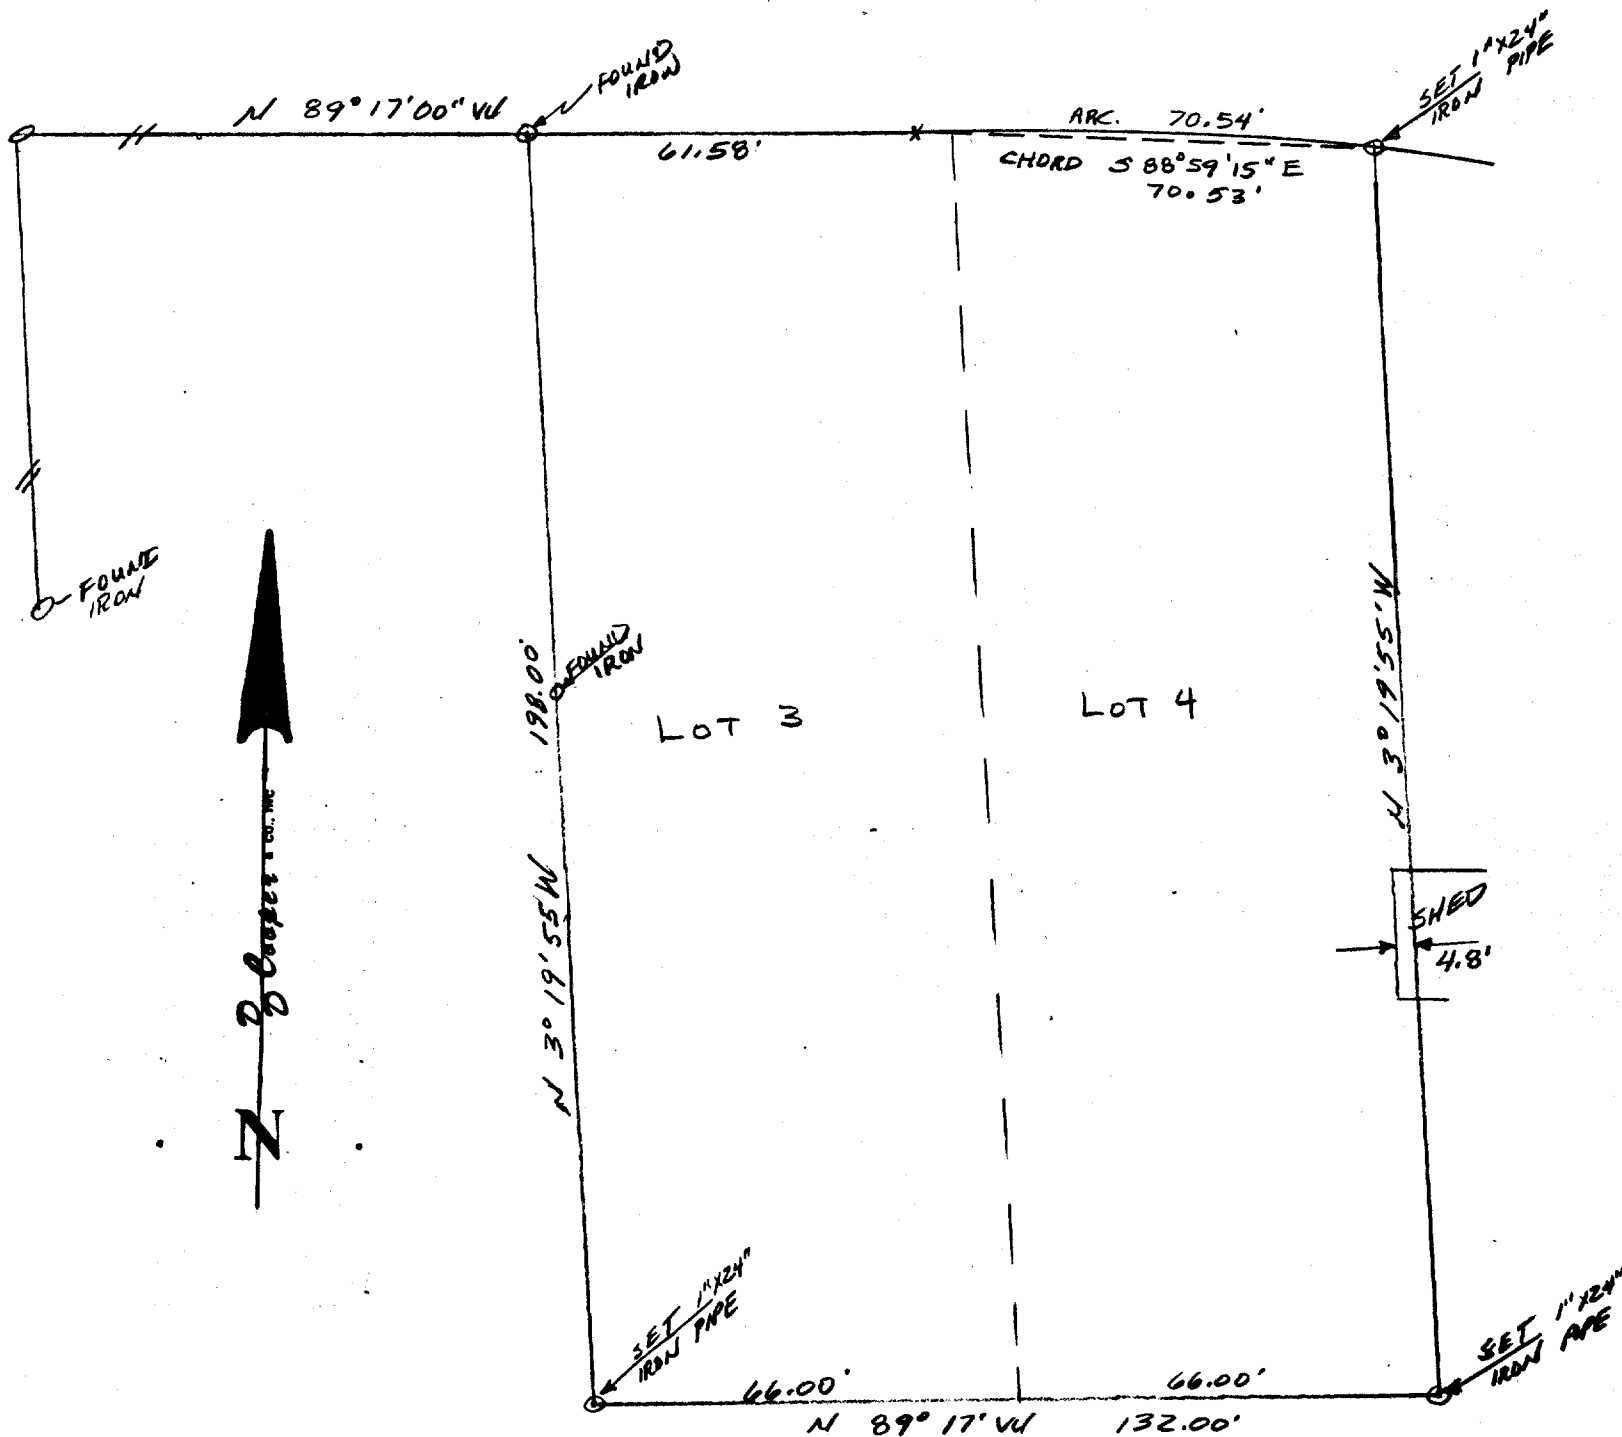 N 89°17'00" W
FOUND
IRON
61.58'
ARC. 70.54'
CHORD S 88°59'15" E
70.53'
SET 1"X24"
IRON PIPE
FOUND
IRON
198.00'
FOUND
IRON
LOT 3
LOT 4
N 3°19'55"W
N 3°19'55W
SHED
4.8'
N
SET 1"X24"
IRON PIPE
66.00'
66.00'
N 89°17'W 132.00'
SET 1"X24"
IRON PIPE